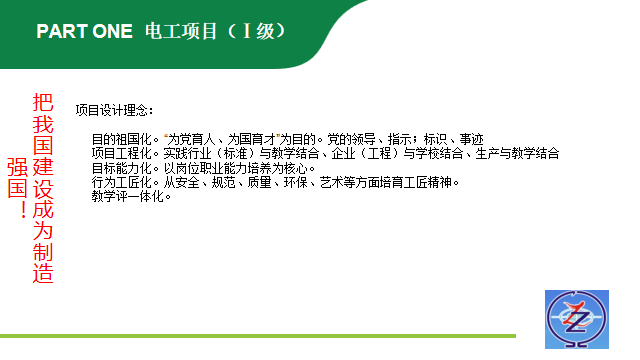 PART ONE 电工项目（Ⅰ级）
把我国建设成为制造
强国！
项目设计理念：
目的祖国化。“为党育人、为国育才”为目的。党的领导、指示；标识、事迹
项目工程化。实践行业（标准）与教学结合、企业（工程）与学校结合、生产与教学结合
目标能力化。以岗位职业能力培养为核心。
行为工匠化。从安全、规范、质量、环保、艺术等方面培育工匠精神。
教学评一体化。